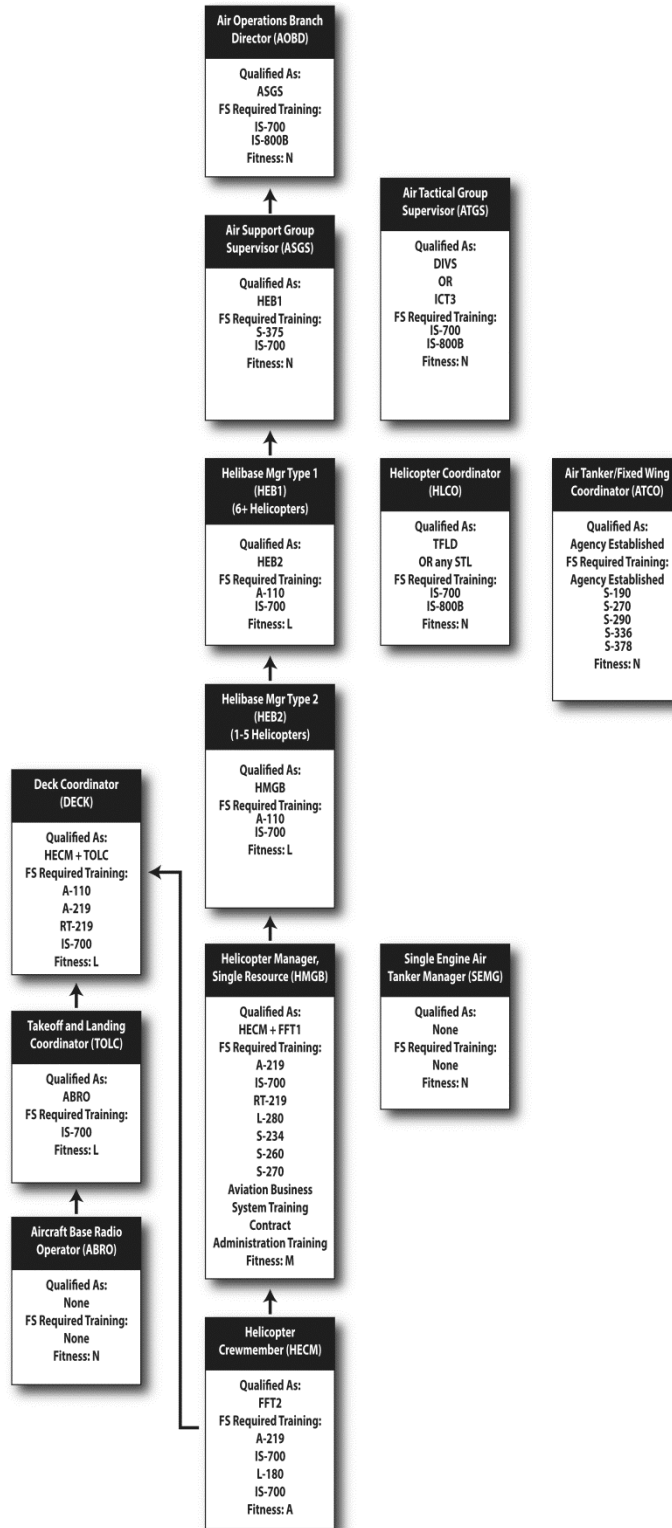 Air Operations Branch
Director (AOBD)
Qualified As:
ASGS
FS Required Training:
IS-700
IS-800B
Fitness: N
Air Tactical Group
Supervisor (ATGS)
Qualified As:
DIVS
OR
ICT3
FS Required Training:
IS-700
IS-800B
Fitness: N
Air Support Group
Supervisor (ASGS)
Qualified As:
HEB1
FS Required Training:
S-375
IS-700
Fitness: N
Helibase Mgr Type 1
(HEB1)
(6+ Helicopters)
Qualified As:
HEB2
FS Required Training:
A-110
IS-700
Fitness: L
Helicopter Coordinator
(HLCO)
Qualified As:
TFLD
OR any STL
FS Required Training:
IS-700
IS-800B
Fitness: N
Air Tanker/Fixed Wing
Coordinator (ATCO)
Qualified As:
Agency Established
FS Required Training:
Agency Established
S-190
S-270
S-290
S-336
S-378
Fitness: N
Helibase Mgr Type 2
(HEB2)
(1-5 Helicopters)
Qualified As:
HMGB
FS Required Training:
A-110
IS-700
Fitness: L
Deck Coordinator
(DECK)
Qualified As:
HECM + TOLC
FS Required Training:
A-110
A-219
RT-219
IS-700
Fitness: L
Helicopter Manager,
Single Resource (HMGB)
Qualified As:
HECM + FFT1
FS Required Training:
A-219
IS-700
RT-219
L-280
S-234
S-260
S-270
Aviation Business
System Training
Contract
Administration Training
Fitness: M
Single Engine Air
Tanker Manager (SEMG)
Qualified As:
None
FS Required Training:
None
Fitness: N
Takeoff and Landing
Coordinator (TOLC)
Qualified As:
ABRO
FS Required Training:
IS-700
Fitness: L
Aircraft Base Radio
Operator (ABRO)
Qualified As:
None
FS Required Training:
None
Fitness: N
Helicopter
Crewmember (HECM)
Qualified As:
FFT2
FS Required Training:
A-219
IS-700
L-180
IS-700
Fitness: A